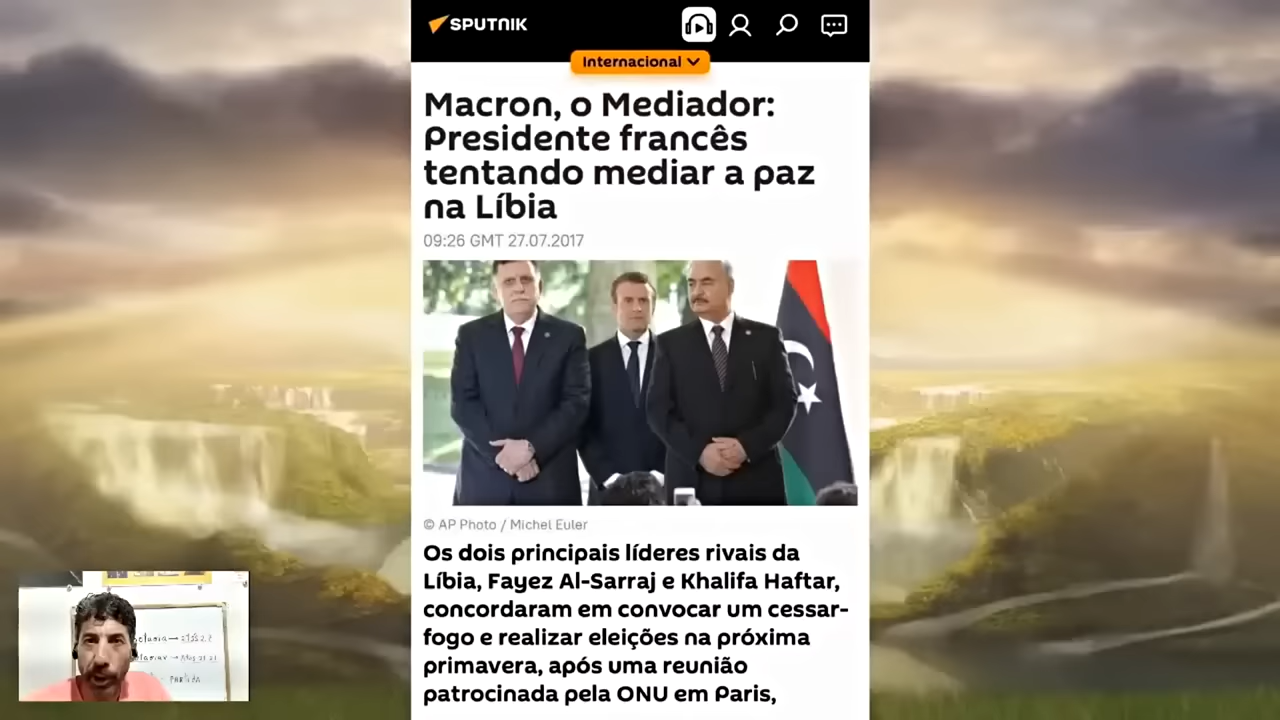 SPUTNIK
Internacional
Macron, o Mediador:
Presidente francês
tentando mediar a paz
na Líbia
09:26 GMT 27.07.2017
© AP Photo / Michel Euler
Os dois principais líderes rivais da
Líbia, Fayez Al-Sarraj e Khalifa Haftar,
concordaram em convocar um cessar-
fogo e realizar eleições na próxima
primavera, após uma reunião
patrocinada pela ONU em Paris,